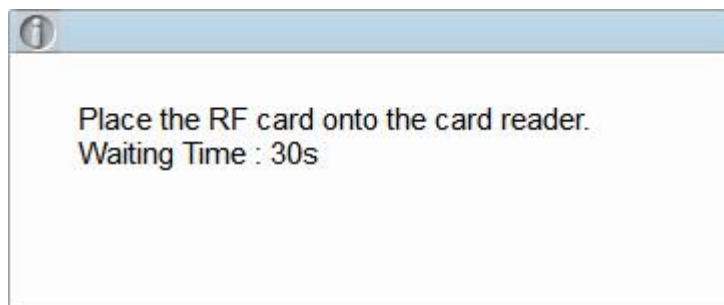 Place the RF card onto the card reader.
Waiting Time : 30s